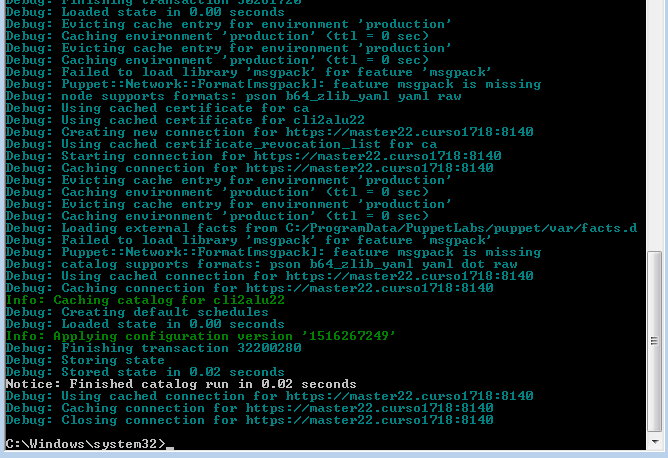 Debug: Finishing transaction 30281720
Debug: Loaded state in 0.00 seconds
Debug: Evicting cache entry for environment 'production'
Debug: Caching environment 'production' (ttl = 0 sec)
Debug: Evicting cache entry for environment 'production'
Debug: Caching environment 'production' (ttl = 0 sec)
Debug: Failed to load library 'msgpack' for feature 'msgpack'
Debug: Puppet::Network::Format[msgpack]: feature msgpack is missing
Debug: node supports formats: pson b64_zlib_yaml yaml raw
Debug: Using cached certificate for ca
Debug: Using cached certificate for cli2alu22
Debug: Creating new connection for https://master22.curso1718:8140
Debug: Using cached certificate_revocation_list for ca
Debug: Starting connection for https://master22.curso1718:8140
Debug: Caching connection for https://master22.curso1718:8140
Debug: Evicting cache entry for environment 'production'
Debug: Caching environment 'production' (ttl = 0 sec)
Debug: Evicting cache entry for environment 'production'
Debug: Caching environment 'production' (ttl = 0 sec)
Debug: Loading external facts from C:/ProgramData/PuppetLabs/puppet/var/facts.d
Debug: Failed to load library 'msgpack' for feature 'msgpack'
Debug: Puppet::Network::Format[msgpack]: feature msgpack is missing
Debug: catalog supports formats: pson b64_zlib_yaml yaml dot raw
Debug: Using cached connection for https://master22.curso1718:8140
Debug: Caching connection for https://master22.curso1718:8140
Info: Caching catalog for cli2alu22
Debug: Creating default schedules
Debug: Loaded state in 0.00 seconds
Info: Applying configuration version '1516267249'
Debug: Finishing transaction 32200280
Debug: Storing state
Debug: Stored state in 0.02 seconds
Notice: Finished catalog run in 0.02 seconds
Debug: Using cached connection for https://master22.curso1718:8140
Debug: Caching connection for https://master22.curso1718:8140
Debug: Closing connection for https://master22.curso1718:8140
C:\Windows\system32>_